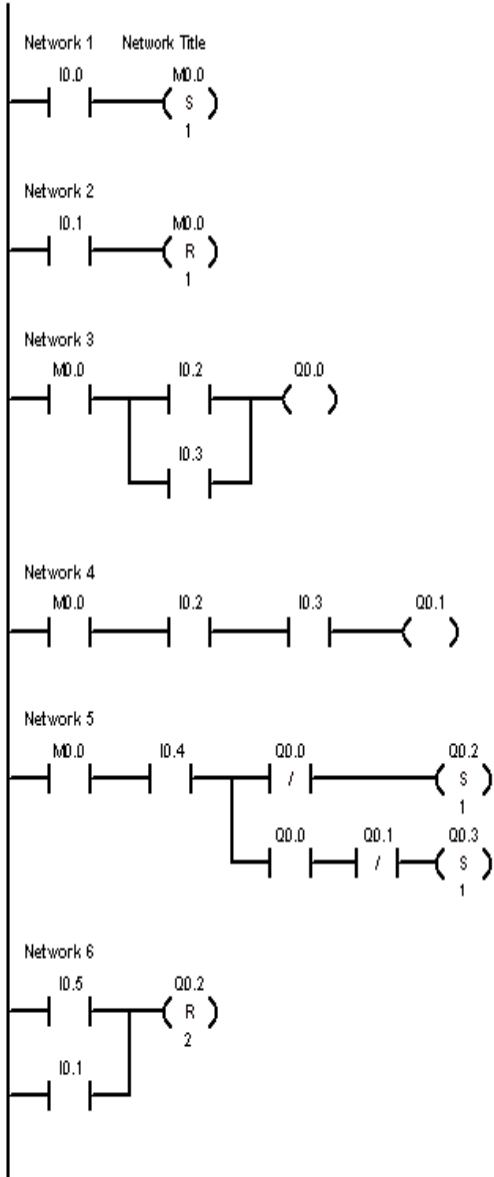 Network 1 Network Title
I0.0 M0.0
S
1
Network 2
I0.1 M0.0
R
1
Network 3
M0.0 I0.2 Q0.0
I0.3
Network 4
M0.0 I0.2 I0.3 Q0.1
Network 5
M0.0 I0.4 Q0.0 Q0.2
/ S
1
Q0.0 Q0.1 Q0.3
/ S
1
Network 6
I0.5 Q0.2
R
2
I0.1